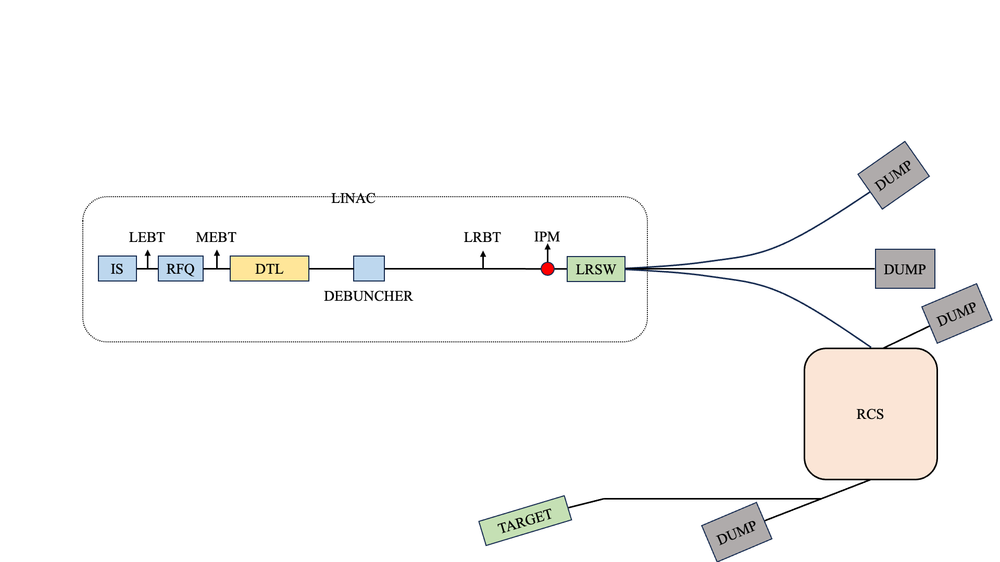 DUMP
LINAC
LEBT
MEBT
LRBT
IPM
IS
RFQ
DTL
LRSW
DUMP
DEBUNCHER
DUMP
RCS
TARGET
DUMP